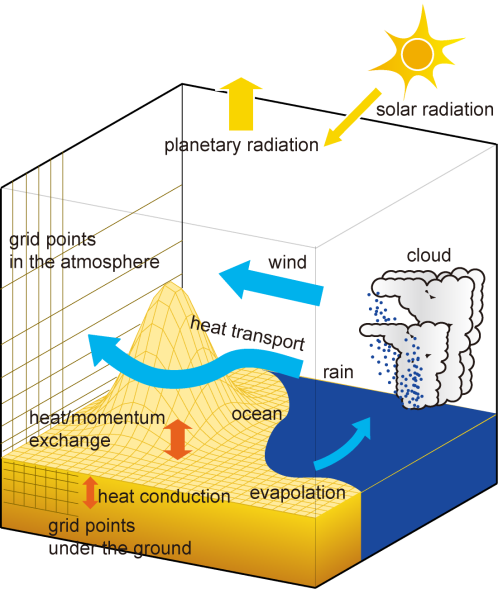 solar radiation
planetary radiation
grid points
in the atmosphere
wind
cloud
heat transport
rain
heat/momentum
exchange
ocean
heat conduction
evapolation
grid points
under the ground